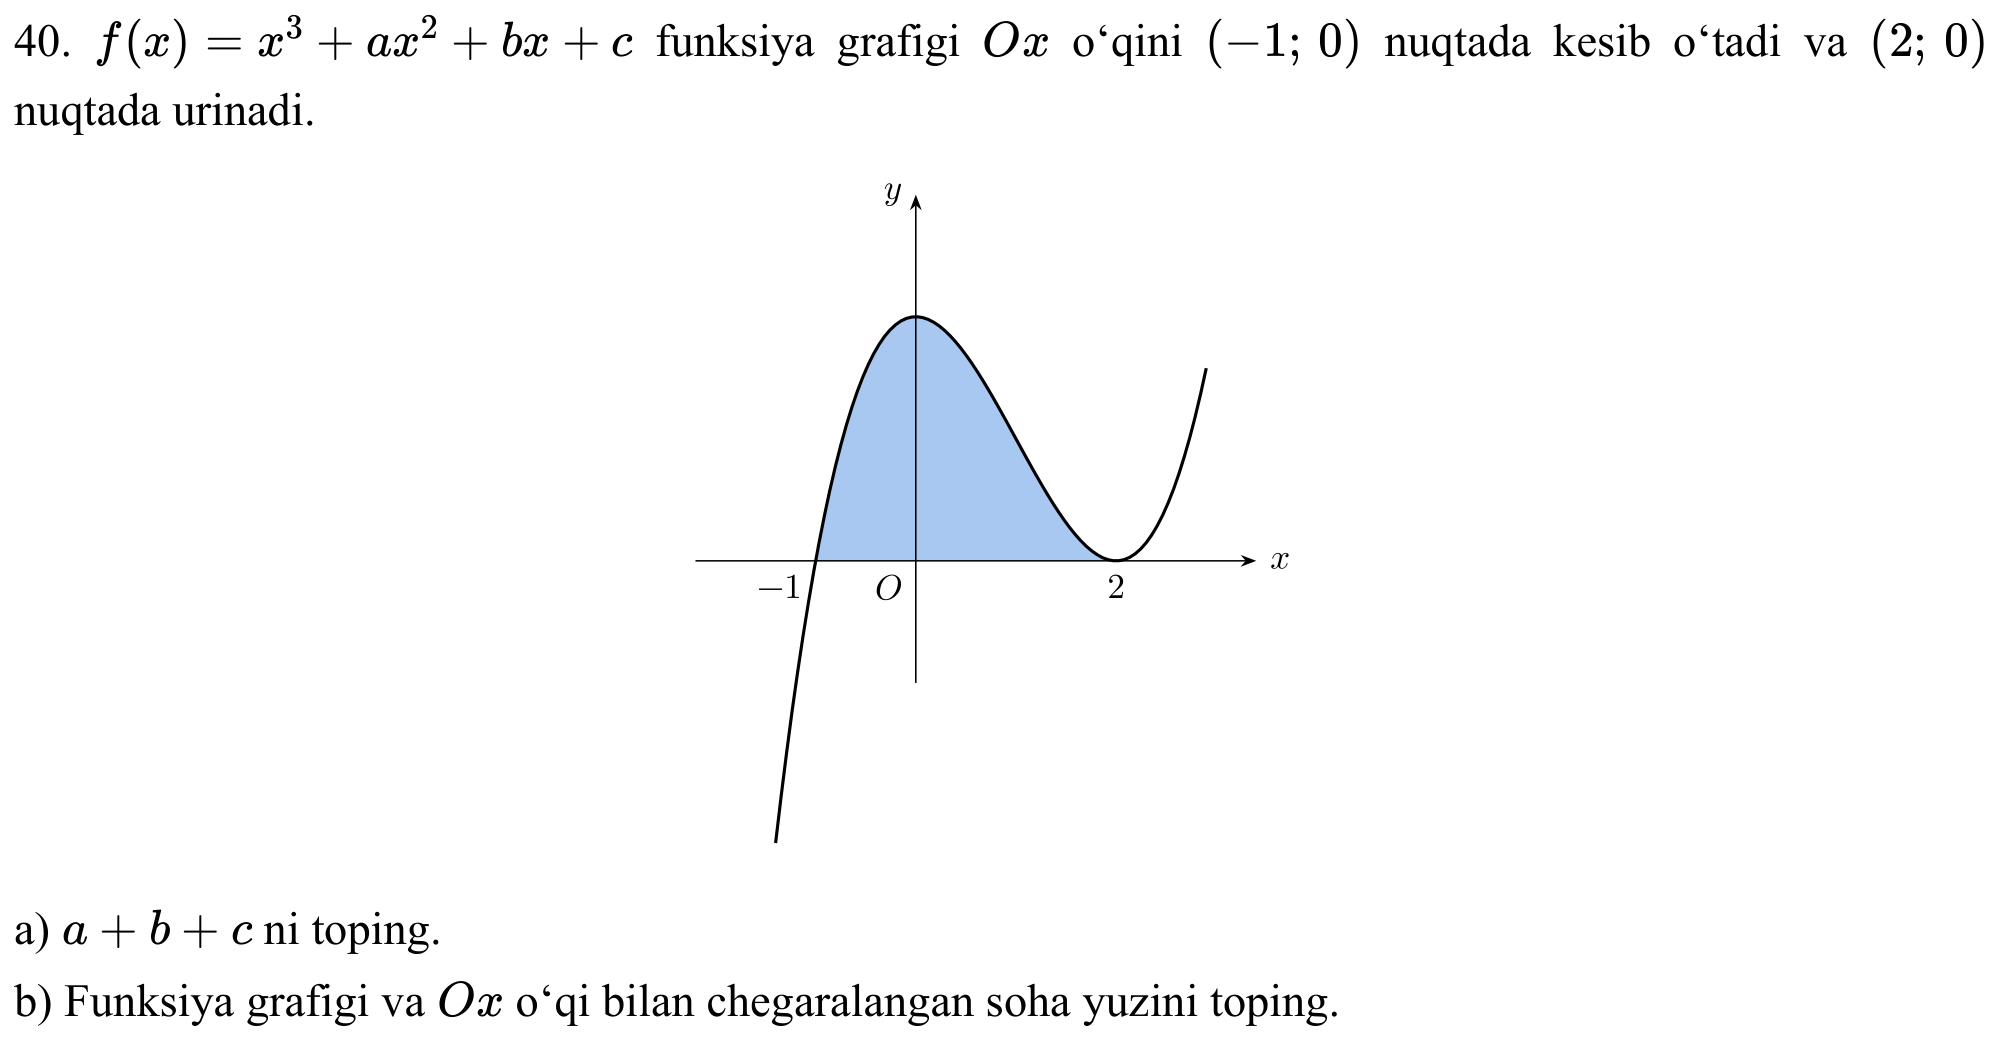 40. f(x) = x³ + ax² + bx + c funksiya grafigi Ox o‘qini (−1; 0) nuqtada kesib o‘tadi va (2; 0)
nuqtada urinadi.
y
x
−1 O 2
a) a + b + c ni toping.
b) Funksiya grafigi va Ox o‘qi bilan chegaralangan soha yuzini toping.